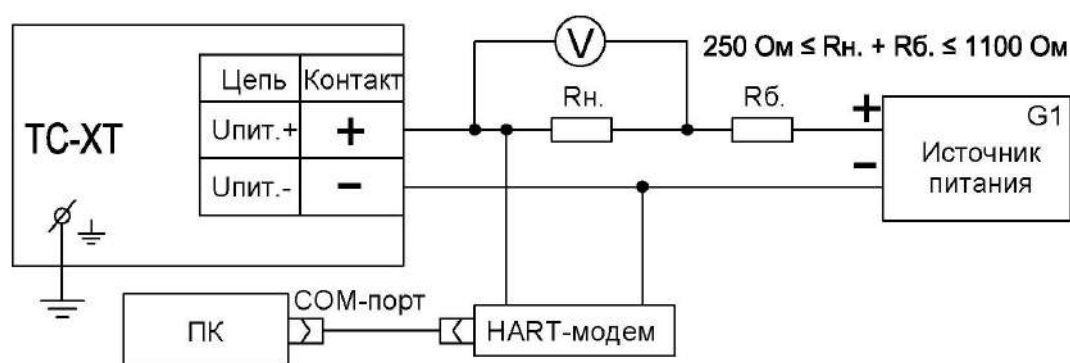 V
250 Ом ≤ Rн. + Rб. ≤ 1100 Ом
Цепь Контакт
Rн.
Rб.
+
G1
Uпит.+ +
ТС-ХТ
Источник
питания
-
Uпит.- -
COM-порт
ПК
HART-модем